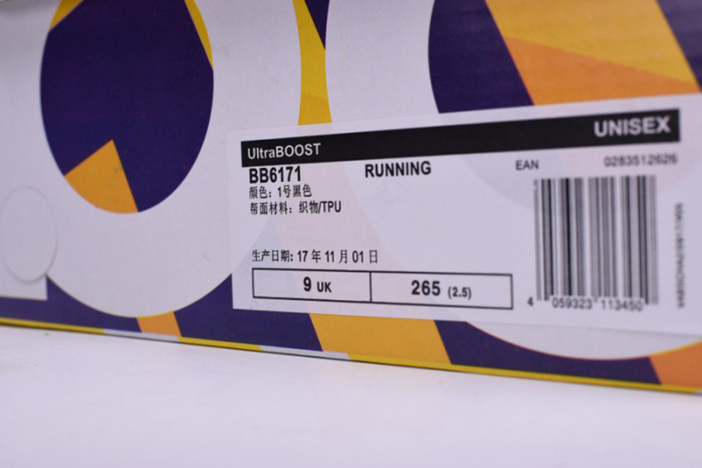 UltraBOOST
UNISEX
BB6171
RUNNING
EAN
0283512626
颜色: 1号黑色
帮面材料: 织物/TPU
生产日期: 17 年 11 月 01 日
9 UK
265 (2.5)
4 059323 113450